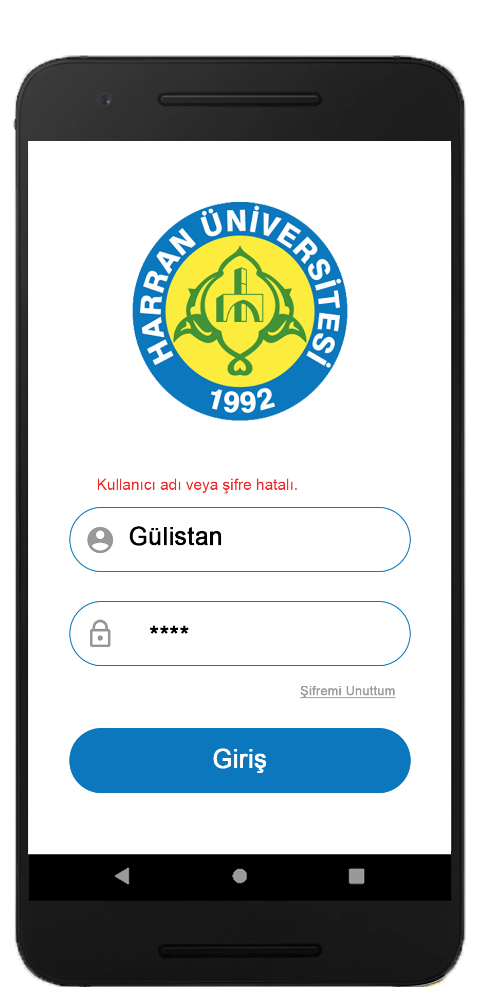 HARRAN ÜNİVERSİTESİ
1992
Kullanıcı adı veya şifre hatalı.
Gülistan
****
Şifremi Unuttum
Giriş